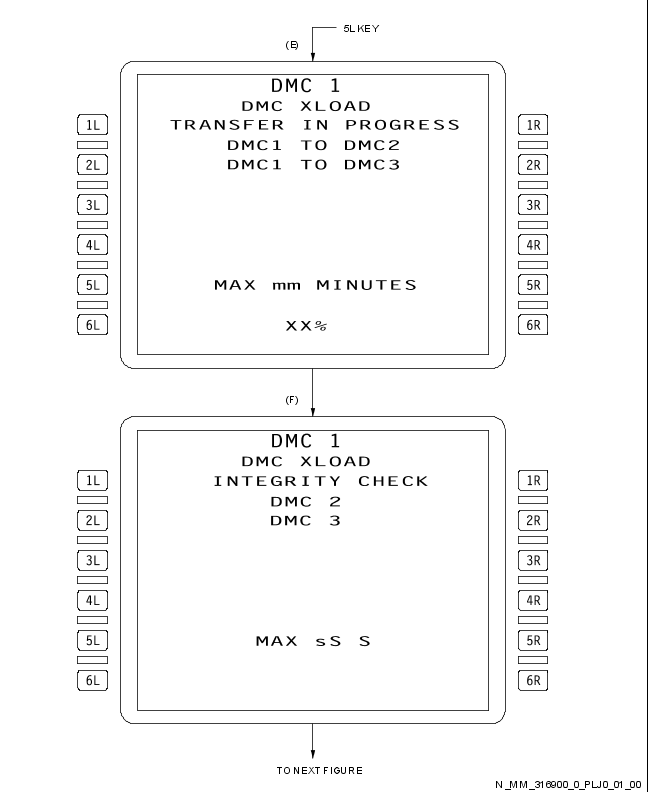 5L KEY
(E)
DMC 1
DMC XLOAD
1L TRANSFER IN PROGRESS 1R
DMC1 TO DMC2
2L DMC1 TO DMC3 2R
3L 3R
4L 4R
5L MAX mm MINUTES 5R
6L XX% 6R
(F)
DMC 1
DMC XLOAD
1L INTEGRITY CHECK 1R
DMC 2
2L DMC 3 2R
3L 3R
4L 4R
5L MAX sS S 5R
6L 6R
TO NEXT FIGURE
N_MM_316900_0_PLJ0_01_00